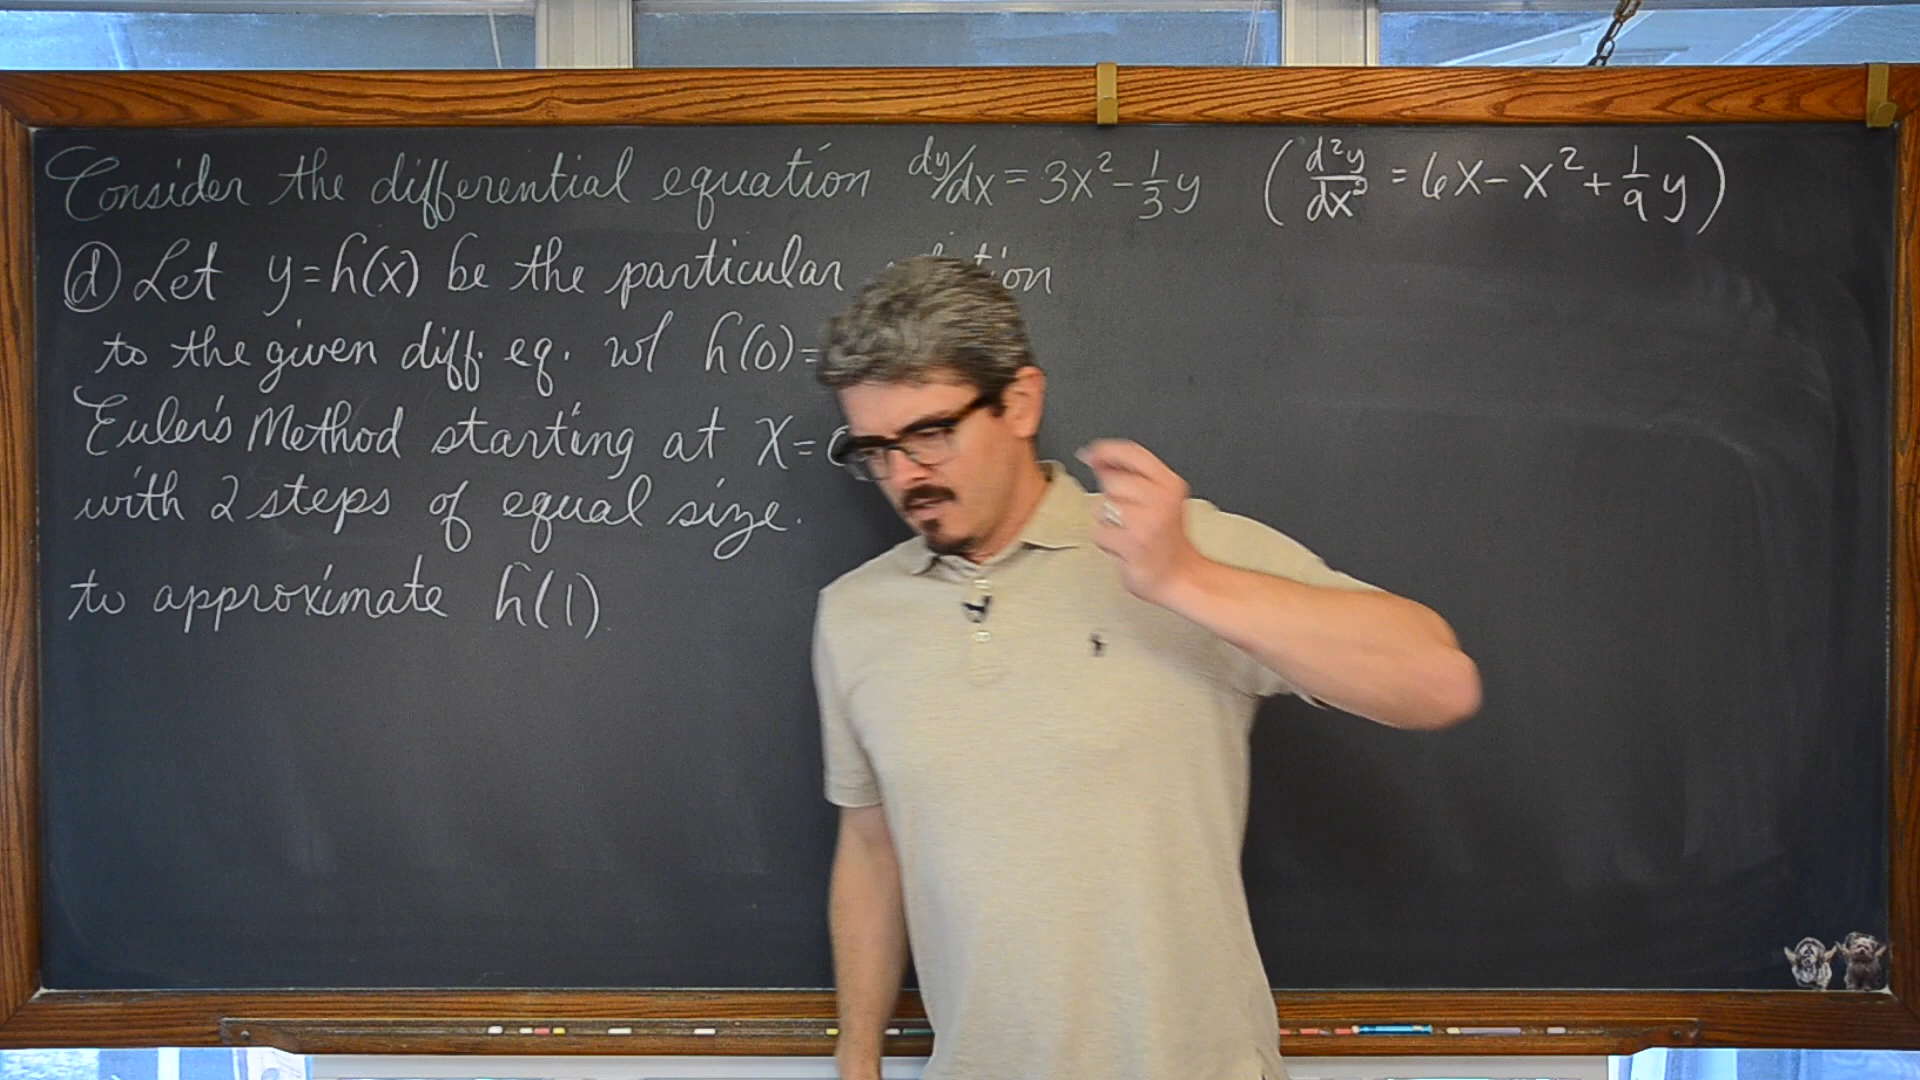 Consider the differential equation dy/dx = 3x² - 1/3 y (d²y/dx² = 6x - x² + 1/9 y)
ⓓ Let y = h(x) be the particular
to the given diff. eq. w/ h(0) =
Euler's Method starting at x =
with 2 steps of equal size.
to approximate h(1).